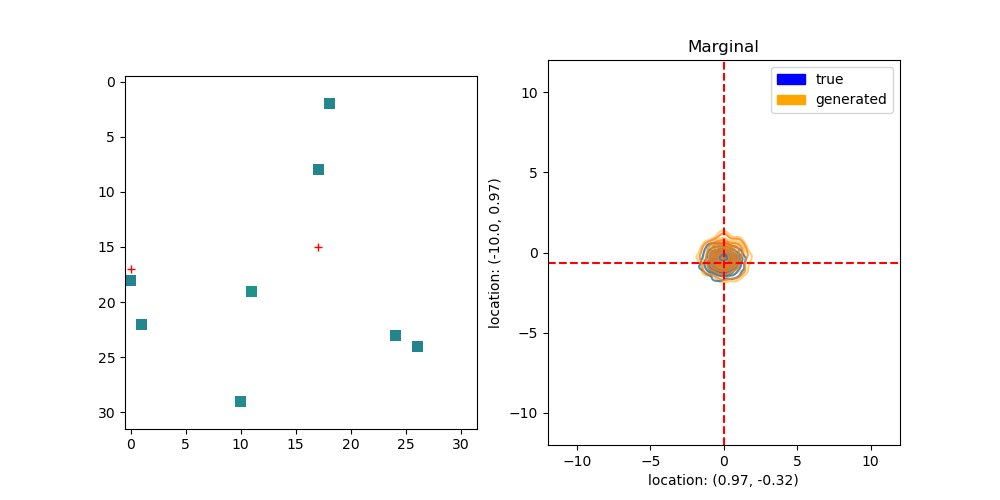 Marginal
true
generated
0
5
10
15
20
25
30
0 5 10 15 20 25 30
location: (-10.0, 0.97)
10
5
0
−5
−10
−10 −5 0 5 10
location: (0.97, -0.32)